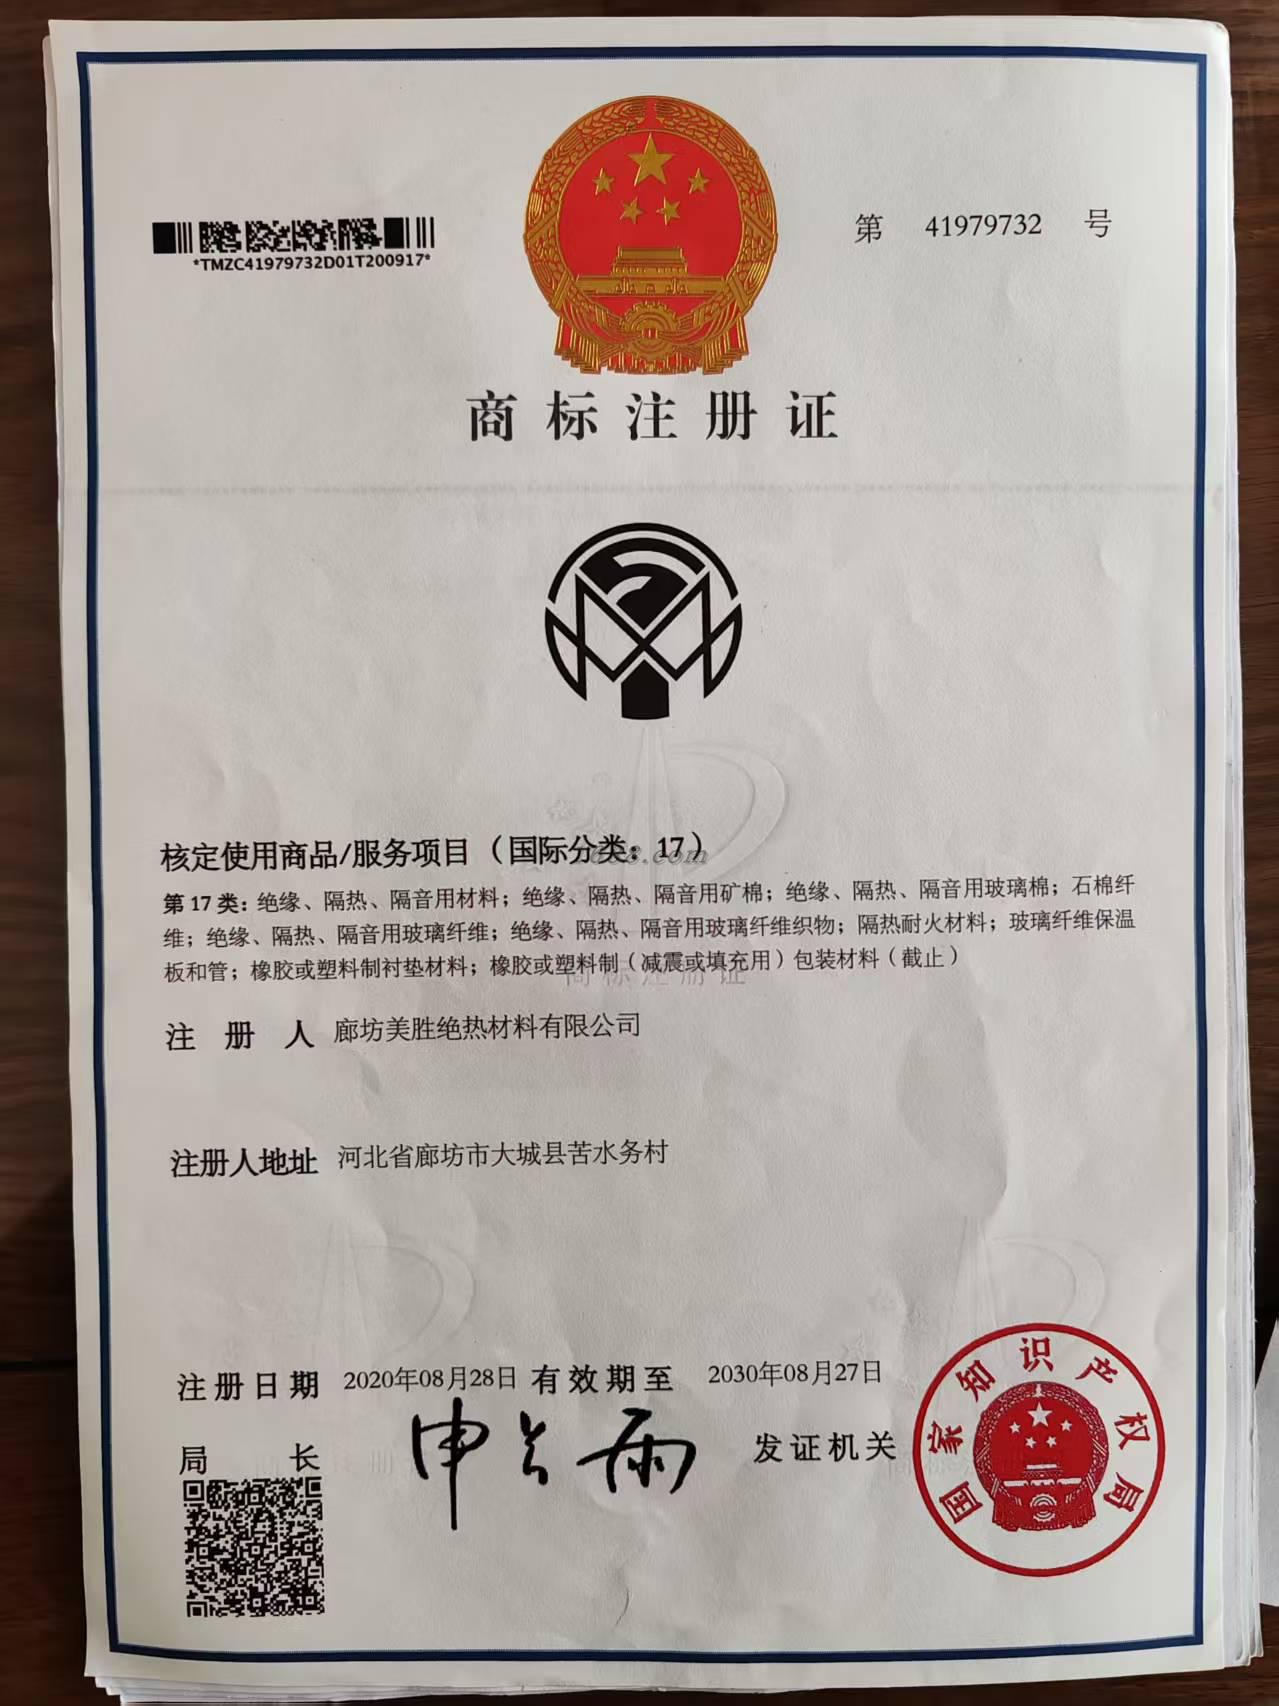 第 41979732 号
*TMZC41979732D01T200917*
商标注册证
核定使用商品/服务项目（国际分类：17）
第 17 类：绝缘、隔热、隔音用材料；绝缘、隔热、隔音用矿棉；绝缘、隔热、隔音用玻璃棉；石棉纤
维；绝缘、隔热、隔音用玻璃纤维；绝缘、隔热、隔音用玻璃纤维织物；隔热耐火材料；玻璃纤维保温
板和管；橡胶或塑料制衬垫材料；橡胶或塑料制（减震或填充用）包装材料（截止）
商标注册证
注 册 人 廊坊美胜绝热材料有限公司
注册人地址 河北省廊坊市大城县苦水务村
注册日期 2020年08月28日 有效期至 2030年08月27日
局 长 申长雨 发证机关
国家知识产权局